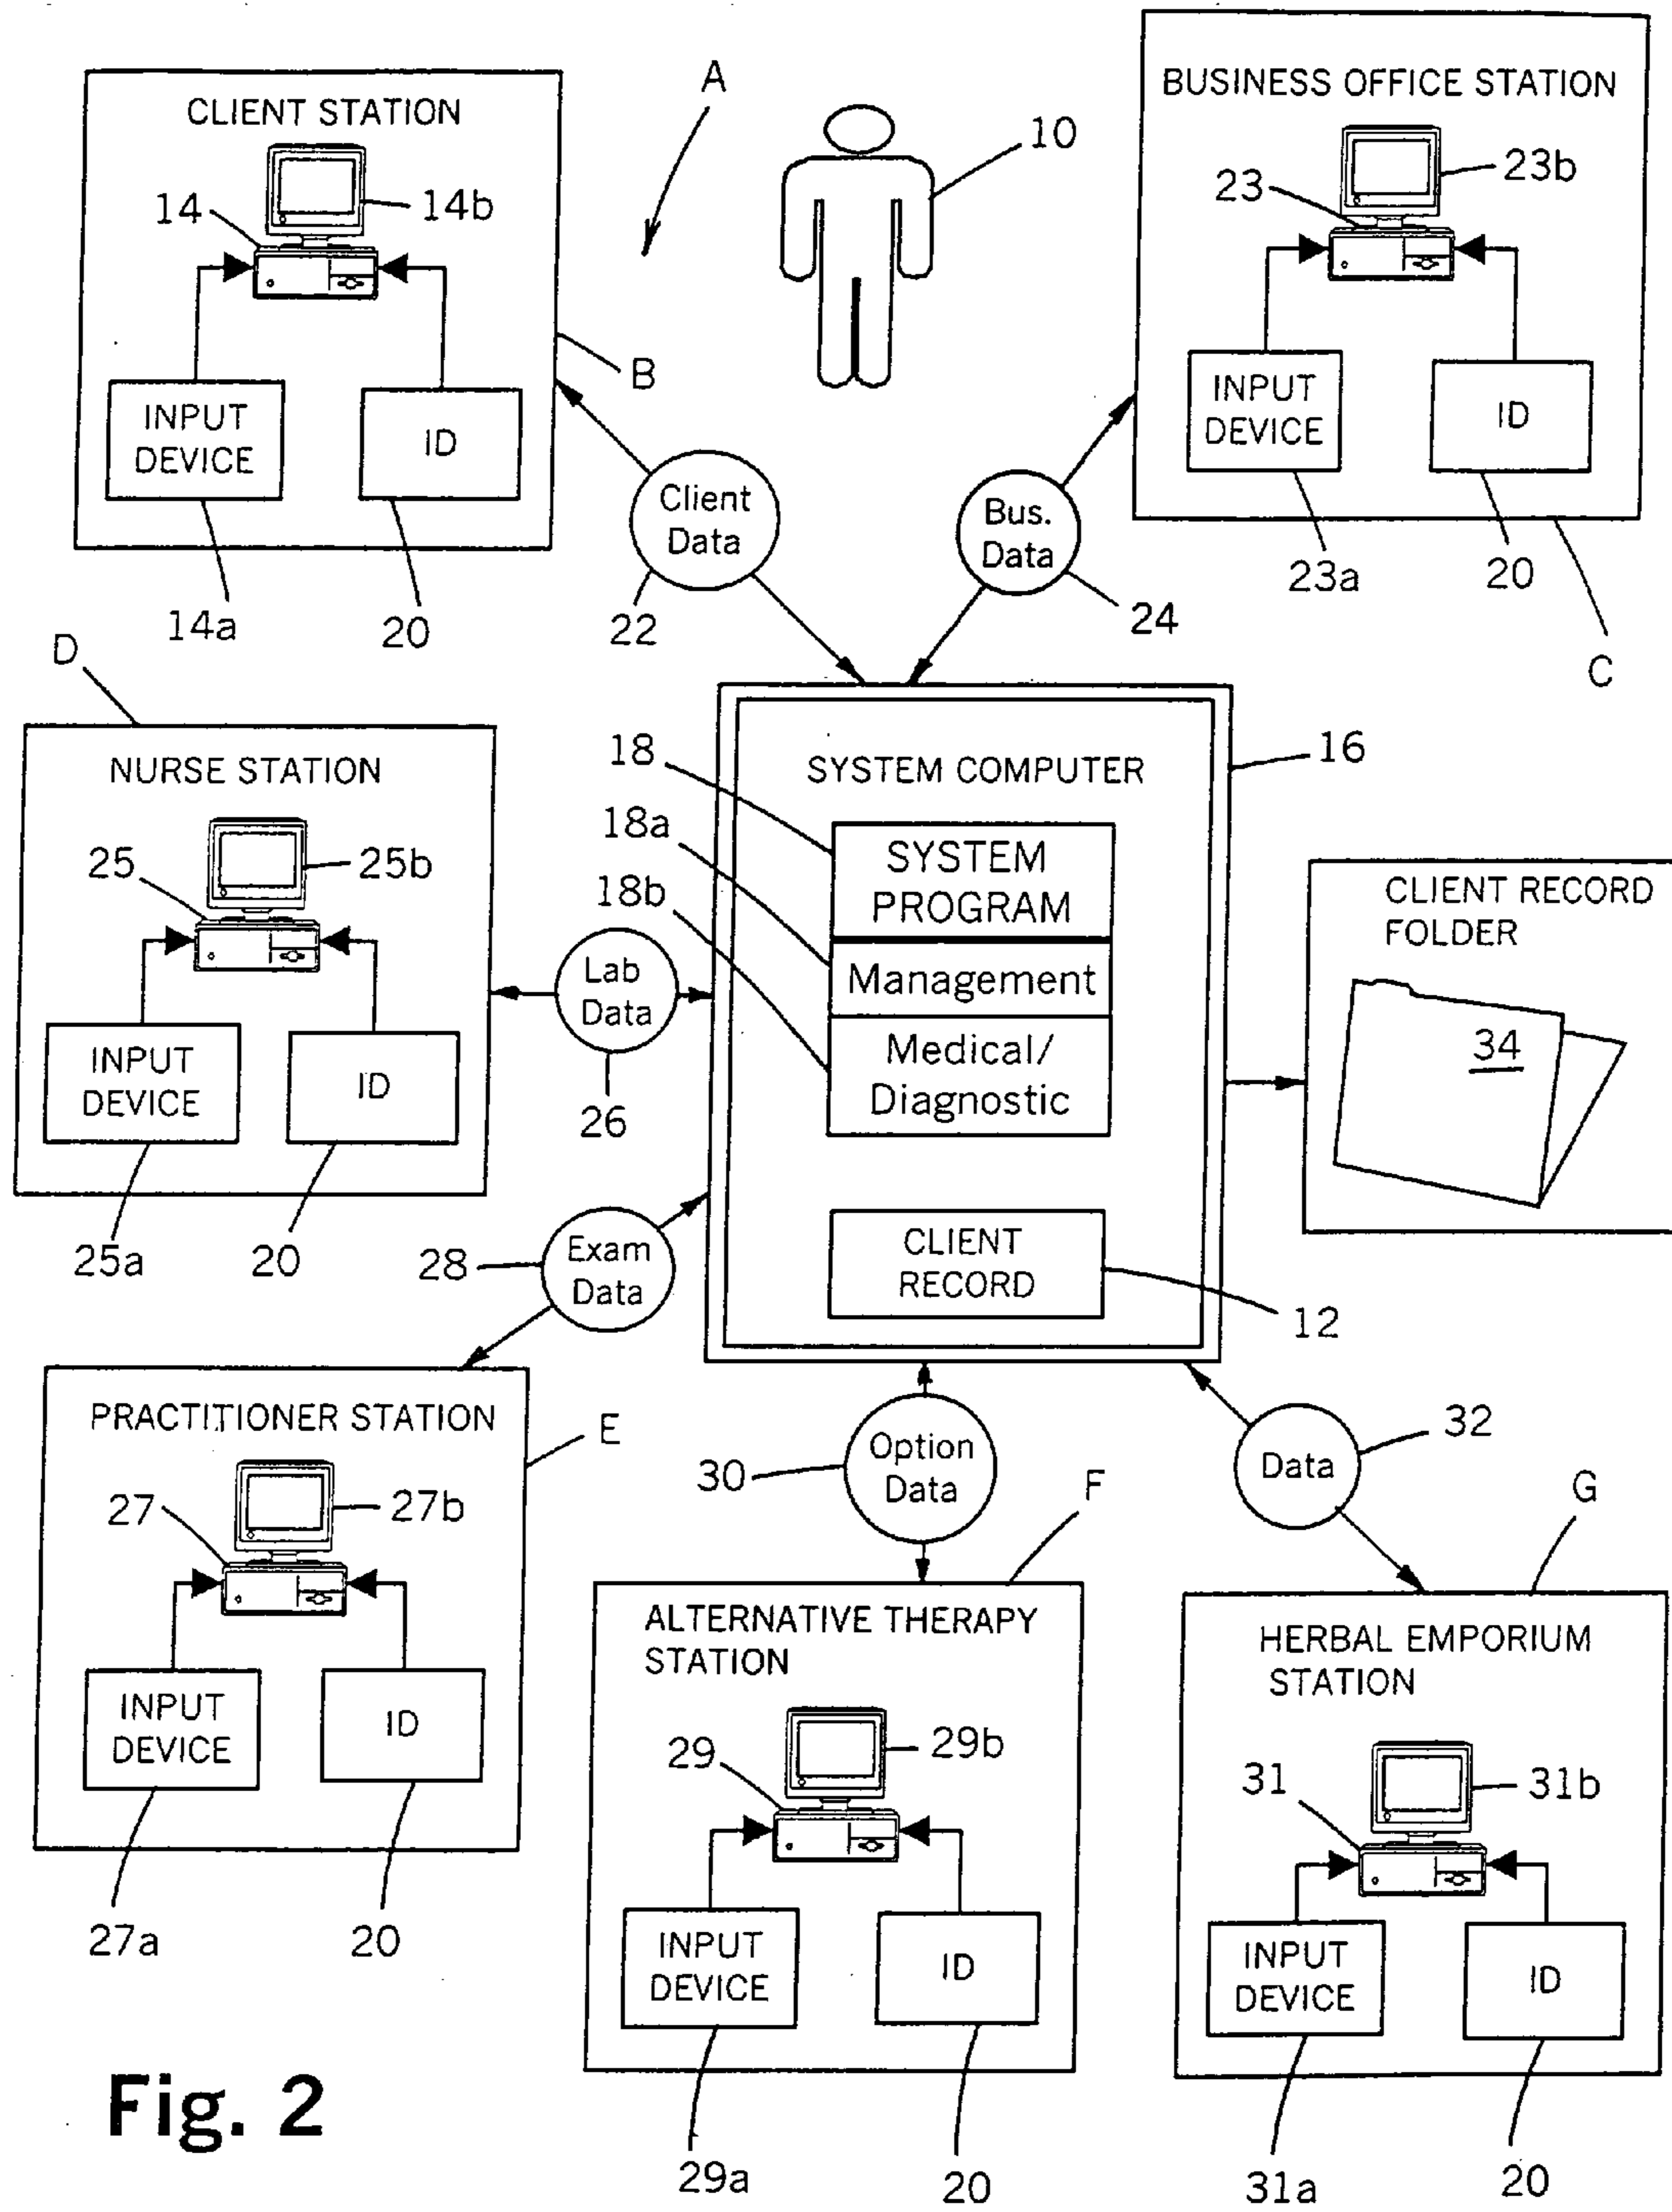 CLIENT STATION
14
14b
INPUT
DEVICE
ID
14a
20
B
A
10
BUSINESS OFFICE STATION
23
23b
INPUT
DEVICE
ID
23a
20
C
Client
Data
22
Bus.
Data
24
D
NURSE STATION
25
25b
INPUT
DEVICE
ID
25a
20
Lab
Data
26
SYSTEM COMPUTER
16
18
18a
18b
SYSTEM
PROGRAM
Management
Medical/
Diagnostic
CLIENT
RECORD
12
CLIENT RECORD
FOLDER
34
28
Exam
Data
PRACTITIONER STATION
E
27
27b
INPUT
DEVICE
ID
27a
20
30
Option
Data
F
ALTERNATIVE THERAPY
STATION
29
29b
INPUT
DEVICE
ID
29a
20
Data
32
G
HERBAL EMPORIUM
STATION
31
31b
INPUT
DEVICE
ID
31a
20
Fig. 2